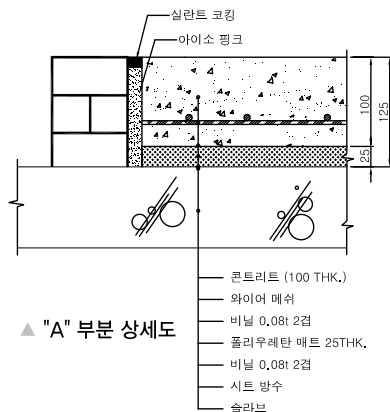 실란트 코킹
아이소 핑크
100
25
125
콘트리트 (100 THK.)
와이어 메쉬
비닐 0.08t 2겹
폴리우레탄 매트 25THK.
비닐 0.08t 2겹
시트 방수
슬라브
▲ "A" 부분 상세도